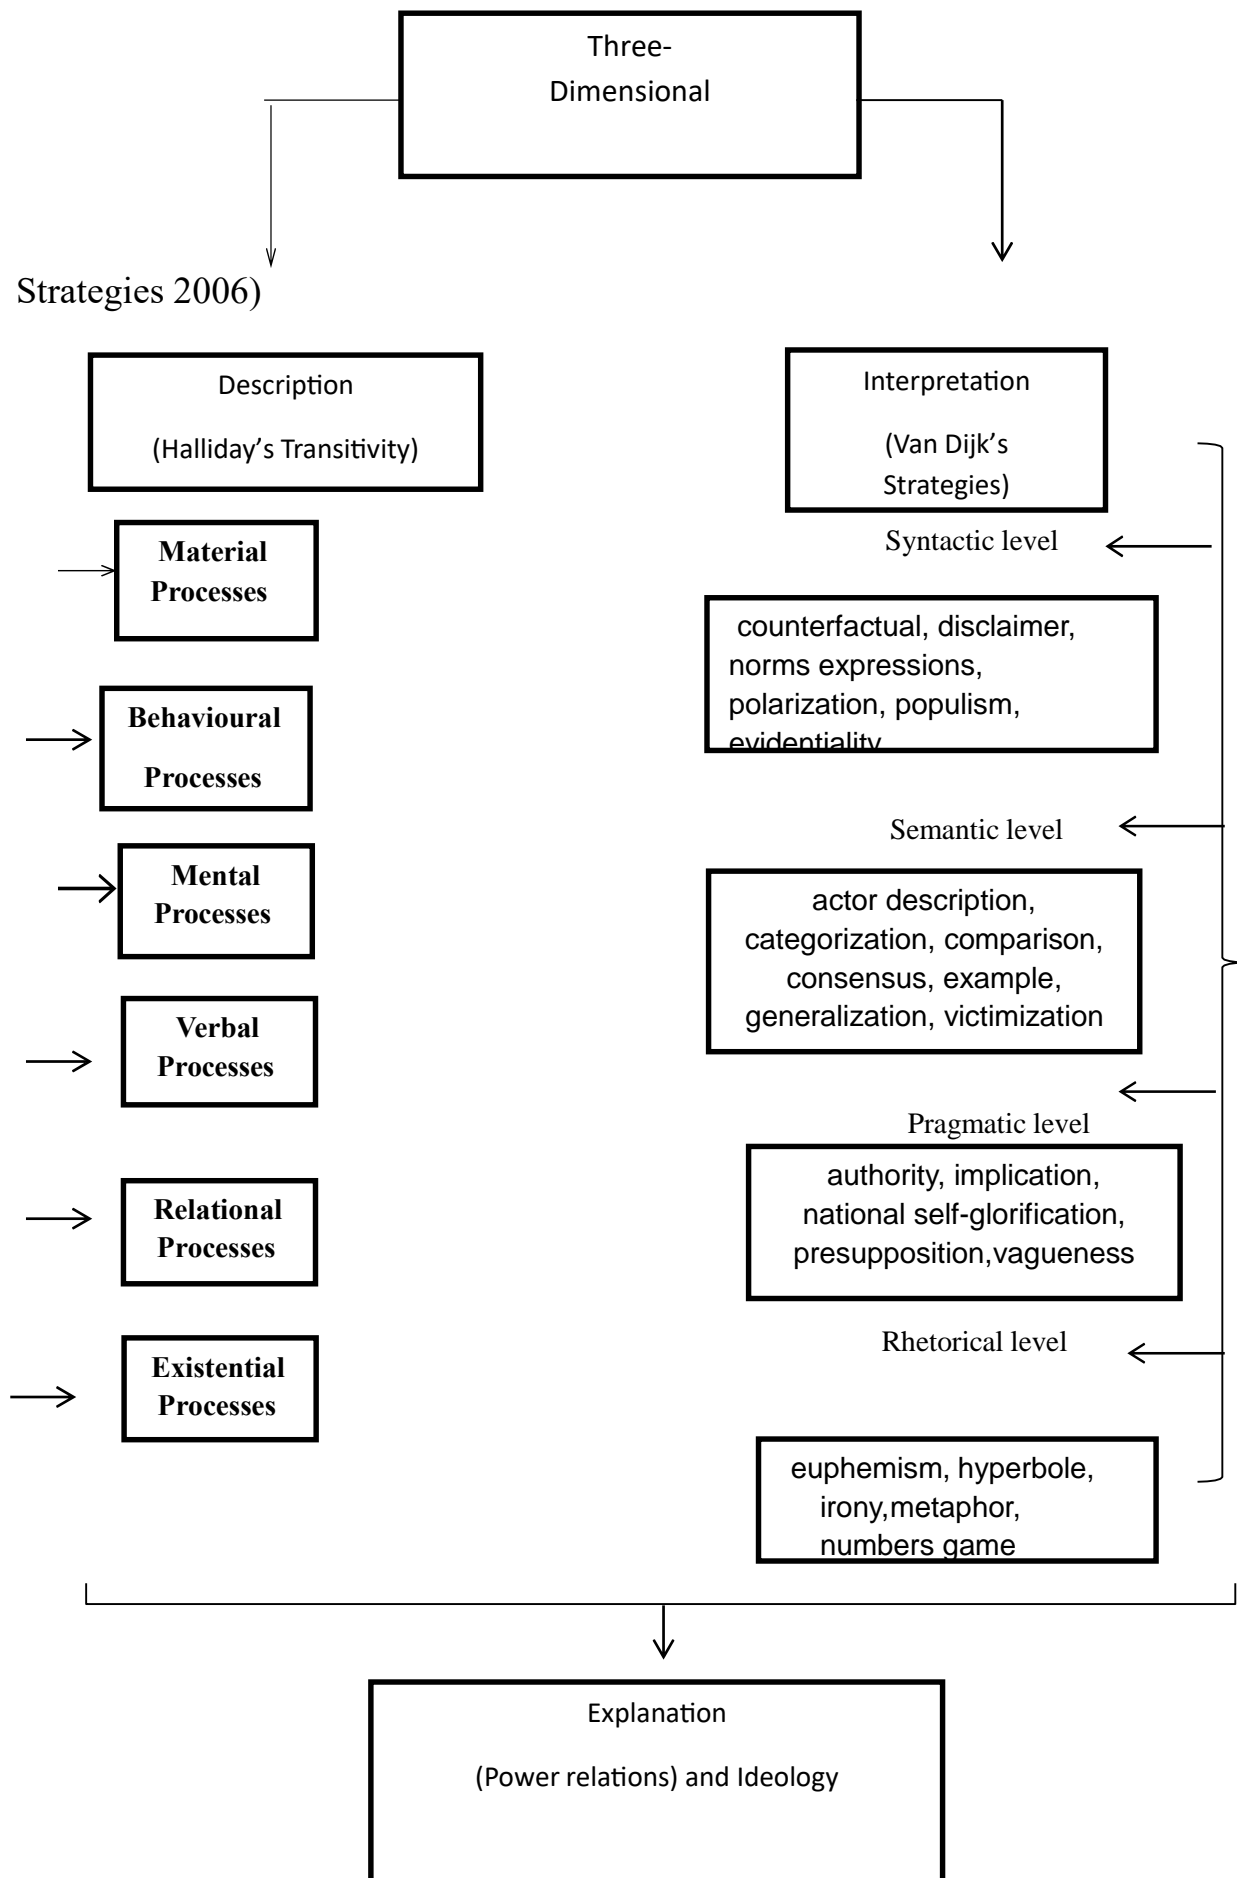 Three-
Dimensional
Strategies 2006)
Description
(Halliday's Transitivity)
Material
Processes
Behavioural
Processes
Mental
Processes
Verbal
Processes
Relational
Processes
Existential
Processes
Interpretation
(Van Dijk's
Strategies)
Syntactic level
counterfactual, disclaimer,
norms expressions,
polarization, populism,
evidentiality
Semantic level
actor description,
categorization, comparison,
consensus, example,
generalization, victimization
Pragmatic level
authority, implication,
national self-glorification,
presupposition,vagueness
Rhetorical level
euphemism, hyperbole,
irony,metaphor,
numbers game
Explanation
(Power relations) and Ideology